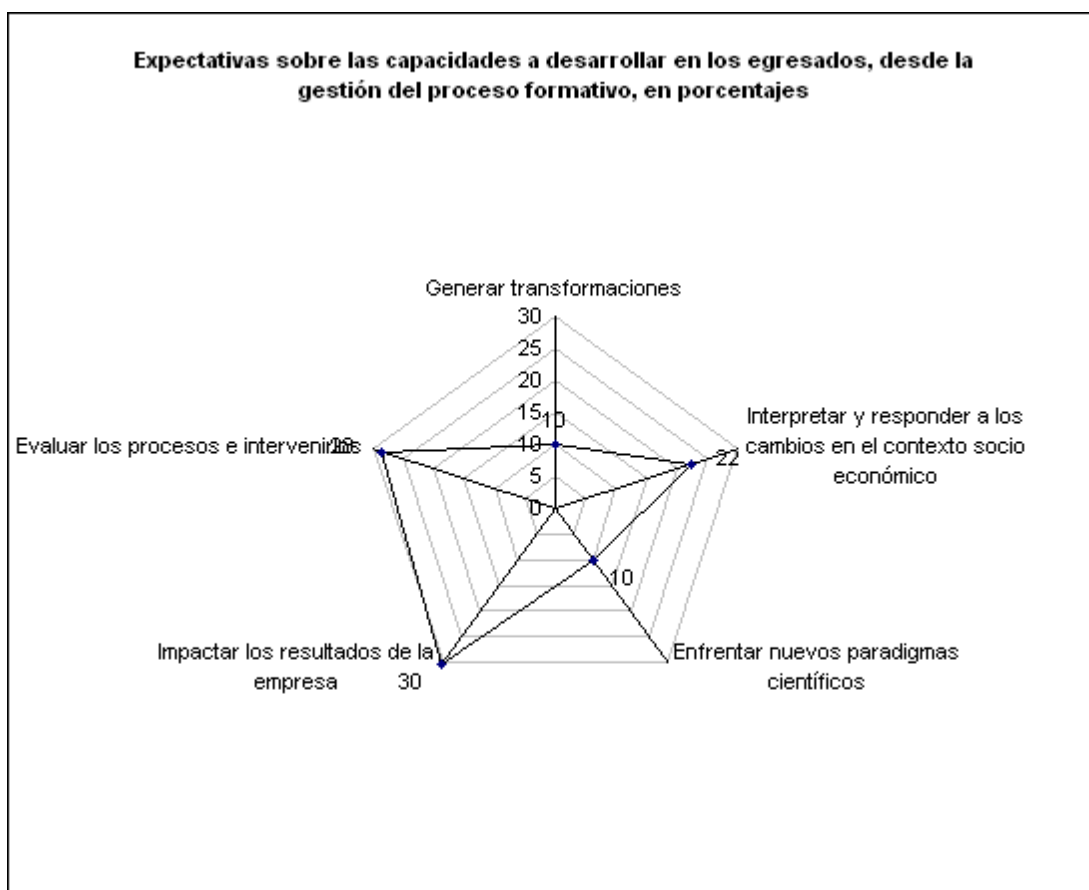 Expectativas sobre las capacidades a desarrollar en los egresados, desde la
gestión del proceso formativo, en porcentajes
Generar transformaciones
30
25
20
15
10
10
5
0
Interpretar y responder a los
cambios en el contexto socio
económico
22
Evaluar los procesos e intervenirlos
28
10
Impactar los resultados de la
empresa
30
Enfrentar nuevos paradigmas
científicos